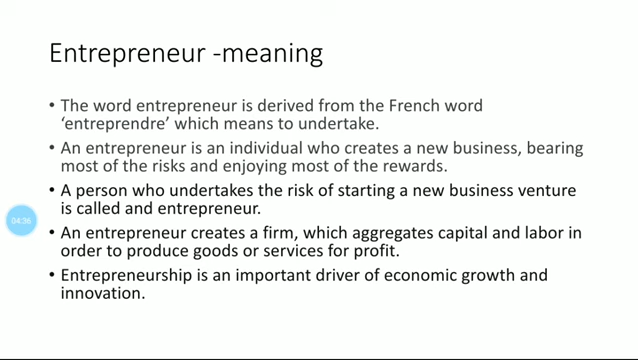 Entrepreneur -meaning
• The word entrepreneur is derived from the French word
‘entreprendre’ which means to undertake.
• An entrepreneur is an individual who creates a new business, bearing
most of the risks and enjoying most of the rewards.
• A person who undertakes the risk of starting a new business venture
is called and entrepreneur.
04:36
• An entrepreneur creates a firm, which aggregates capital and labor in
order to produce goods or services for profit.
• Entrepreneurship is an important driver of economic growth and
innovation.